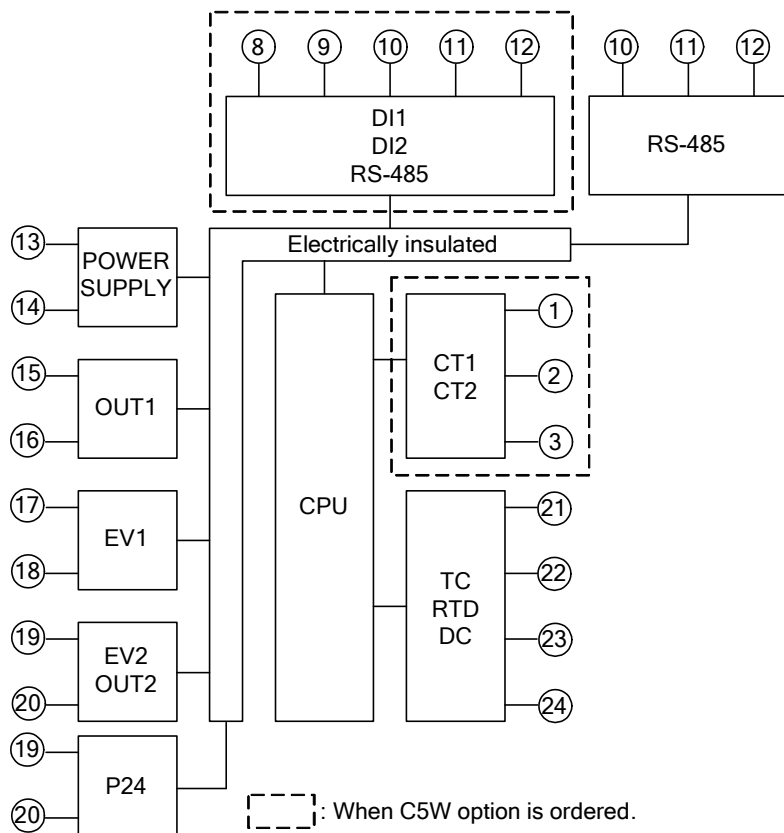 8 9 10 11 12
10 11 12
DI1
DI2
RS-485
RS-485
Electrically insulated
13
POWER
SUPPLY
14
1
CT1
CT2
2
3
15
OUT1
16
CPU
17
EV1
18
21
22
TC
RTD
DC
23
24
19
EV2
OUT2
20
19
P24
20
: When C5W option is ordered.